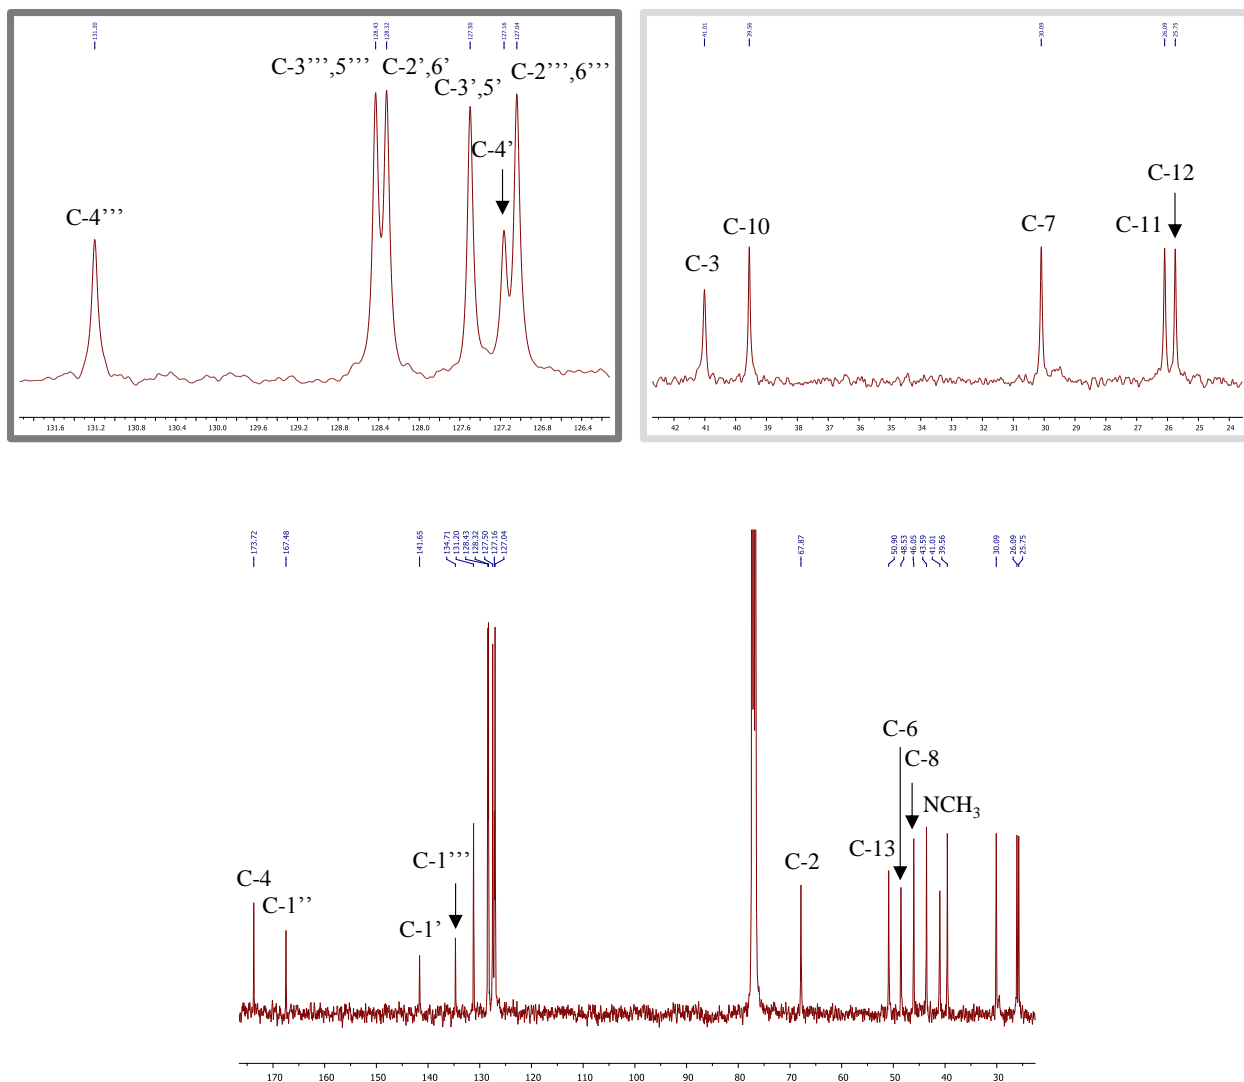 131.20 128.43 128.32 127.50 127.16 127.04
C-3’’’,5’’’ C-2’,6’ C-3’,5’ C-2’’’,6’’’
C-4’
C-4’’’
131.6 131.2 130.8 130.4 130.0 129.6 129.2 128.8 128.4 128.0 127.6 127.2 126.8 126.4
41.01 39.56 30.09 26.09 25.75
C-12
C-10 C-7 C-11
C-3
42 41 40 39 38 37 36 35 34 33 32 31 30 29 28 27 26 25 24
173.72 167.48 141.65 134.71 131.20 128.43 128.32 127.50 127.16 127.04 67.87 50.90 48.53 46.05 43.59 41.01 39.56 30.09 26.09 25.75
C-6
C-8
NCH3
C-1’’’ C-2 C-13
C-4
C-1’’
C-1’
170 160 150 140 130 120 110 100 90 80 70 60 50 40 30